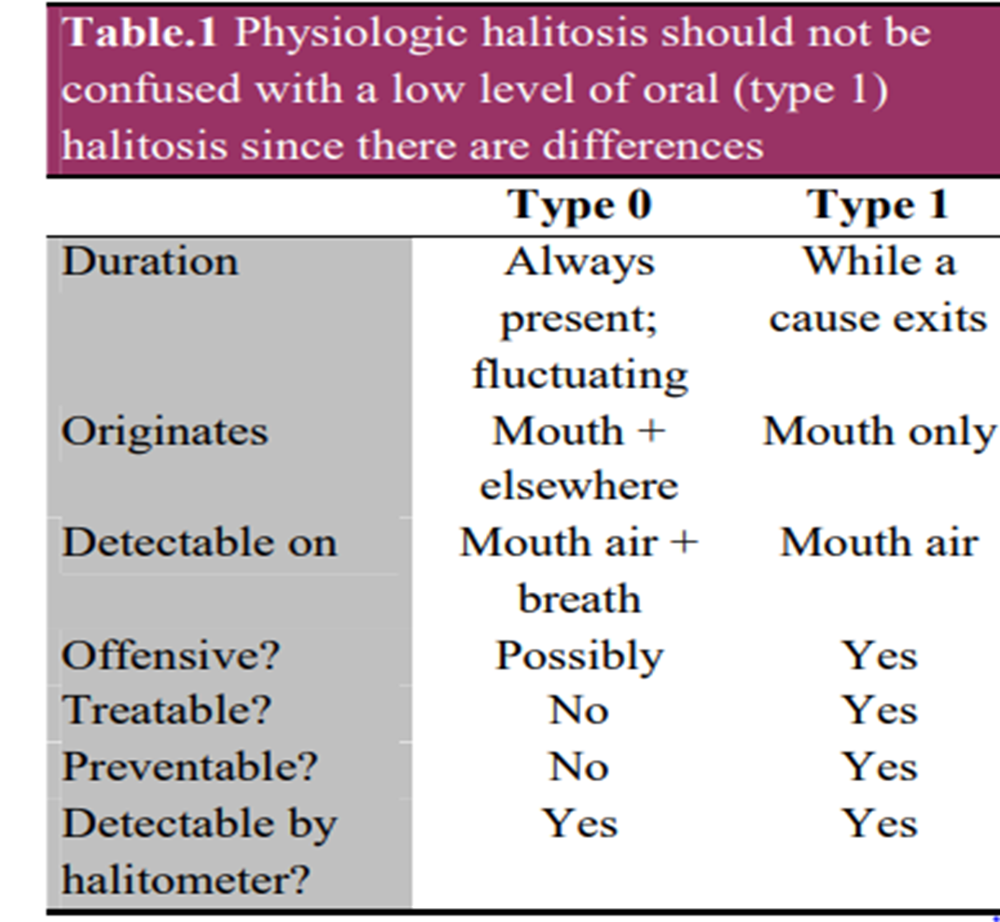 Table.1 Physiologic halitosis should not be
confused with a low level of oral (type 1)
halitosis since there are differences
Type 0 Type 1
Duration Always While a
present; cause exits
fluctuating
Originates Mouth + Mouth only
elsewhere
Detectable on Mouth air + Mouth air
breath
Offensive? Possibly Yes
Treatable? No Yes
Preventable? No Yes
Detectable by Yes Yes
halitometer?